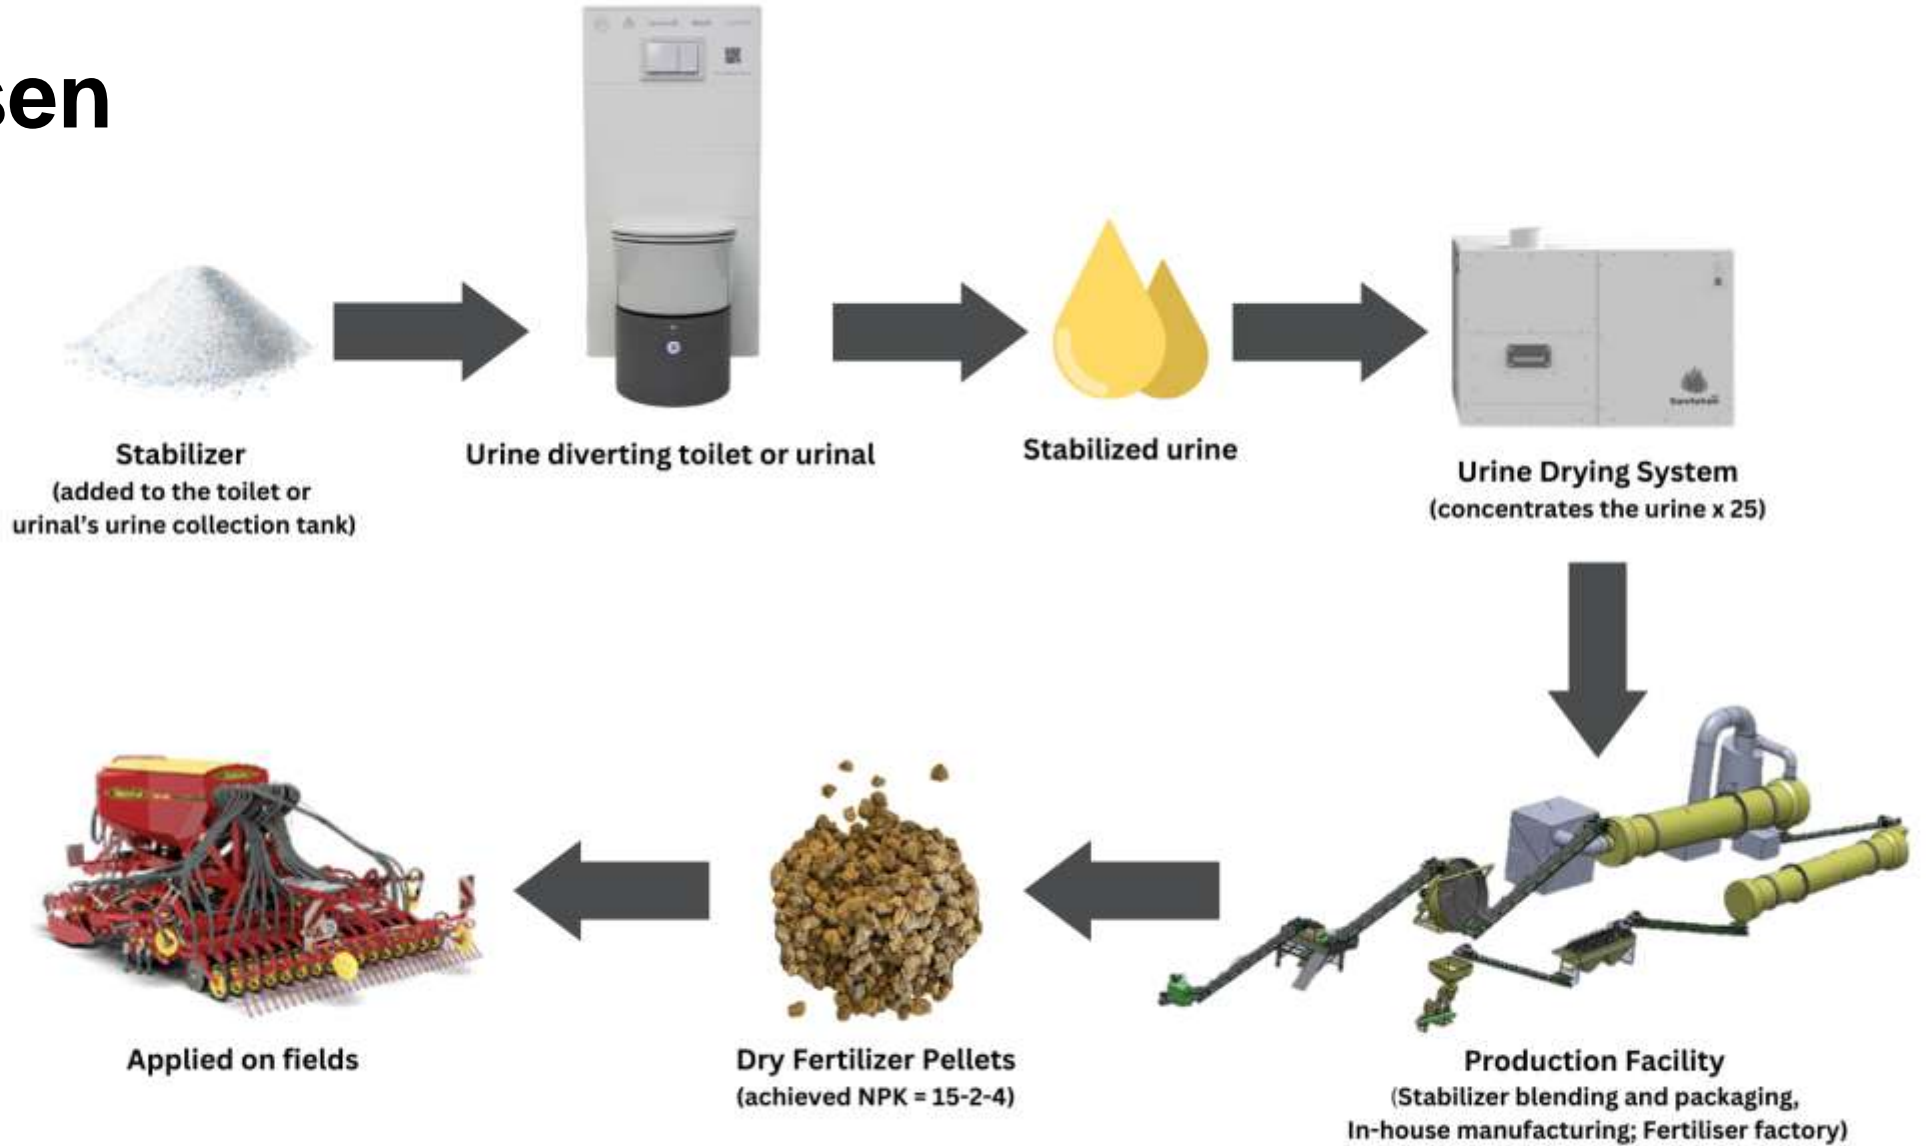 sen
Stabilizer
(added to the toilet or
urinal's urine collection tank)
Urine diverting toilet or urinal
Stabilized urine
Urine Drying System
(concentrates the urine x 25)
Applied on fields
Dry Fertilizer Pellets
(achieved NPK = 15-2-4)
Production Facility
(Stabilizer blending and packaging,
In-house manufacturing; Fertiliser factory)